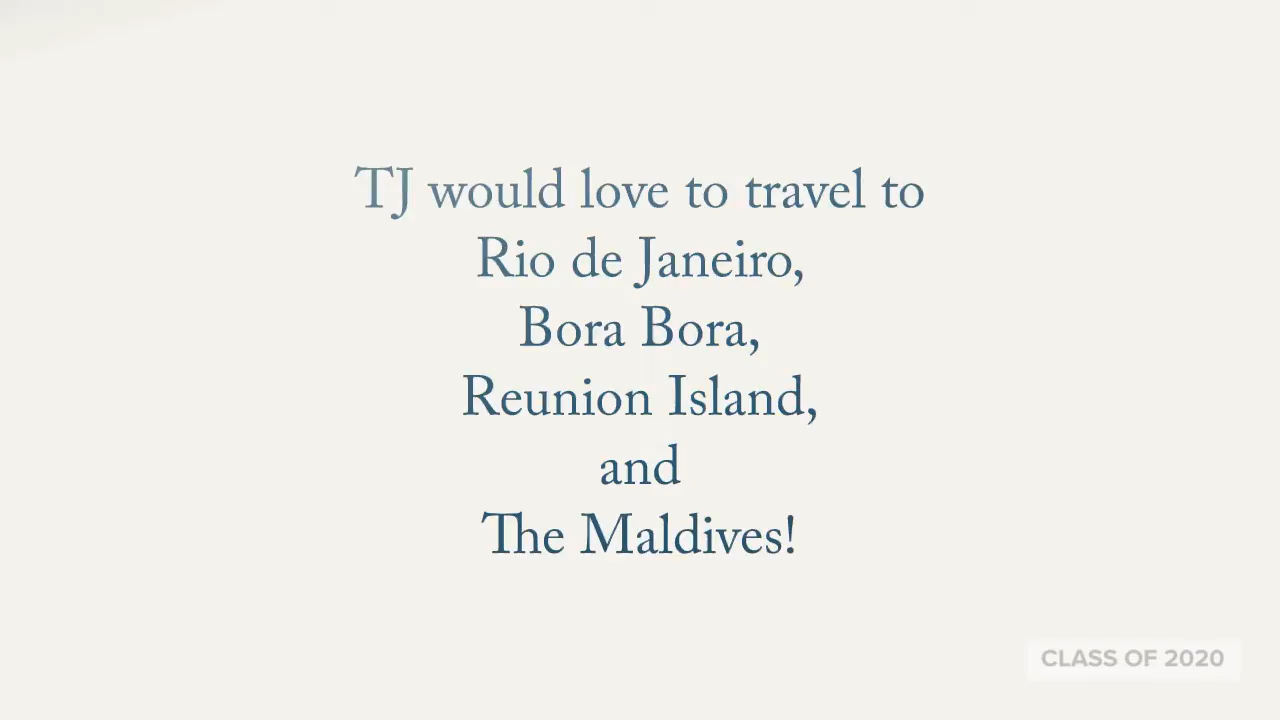 TJ would love to travel to
Rio de Janeiro,
Bora Bora,
Reunion Island,
and
The Maldives!
CLASS OF 2020